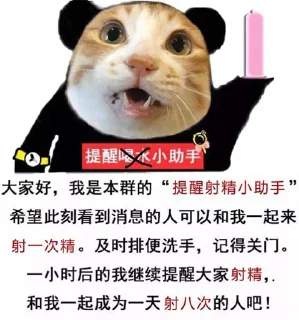 提醒喝水小助手
大家好，我是本群的“提醒射精小助手”
希望此刻看到消息的人可以和我一起来
射一次精。及时排便洗手，记得关门。
一小时后的我继续提醒大家射精，.
和我一起成为一天射八次的人吧！